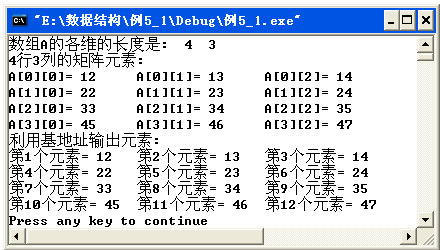 "E:\数据结构\例5_1\Debug\例5_1.exe"
数组A的各维的长度是： 4 3
4行3列的矩阵元素：
A[0][0]= 12 A[0][1]= 13 A[0][2]= 14
A[1][0]= 22 A[1][1]= 23 A[1][2]= 24
A[2][0]= 33 A[2][1]= 34 A[2][2]= 35
A[3][0]= 45 A[3][1]= 46 A[3][2]= 47
利用基地址输出元素：
第1个元素= 12 第2个元素= 13 第3个元素= 14
第4个元素= 22 第5个元素= 23 第6个元素= 24
第7个元素= 33 第8个元素= 34 第9个元素= 35
第10个元素= 45 第11个元素= 46 第12个元素= 47
Press any key to continue